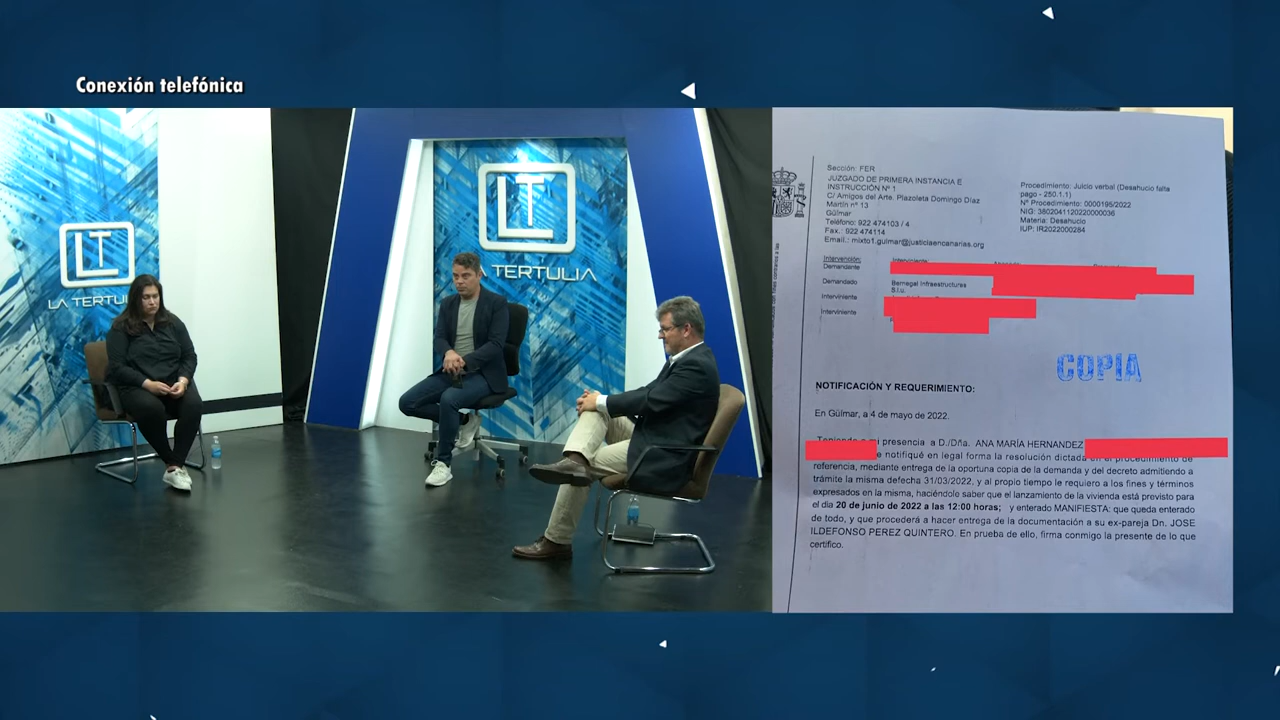 Conexión telefónica
LT
LA TERTULIA
LT
LA TERTULIA
Sección: FER
JUZGADO DE PRIMERA INSTANCIA E
INSTRUCCIÓN Nº 1
C/ Amigos del Arte. Plazoleta Domingo Díaz
Martín nº 13
Güímar
Teléfono: 922 474103 / 4
Fax.: 922 474114
Email.: mixto1.guimar@justiciaencanarias.org
Procedimiento: Juicio verbal (Desahucio falta
pago - 250.1.1)
Nº Procedimiento: 0000195/2022
NIG: 3802041120220000036
Materia: Desahucio
IUP: IR2022000284
Intervención:
Interviniente:
Demandante
Demandado
Bernegal Infraestructures
S.l.u.
Interviniente
Interviniente
COPIA
NOTIFICACIÓN Y REQUERIMIENTO:
En Güímar, a 4 de mayo de 2022.
Teniendo a mi presencia a D./Dña. ANA MARÍA HERNANDEZ
le notifiqué en legal forma la resolución dictada en el procedimiento de
referencia, mediante entrega de la oportuna copia de la demanda y del decreto admitiendo a
trámite la misma defecha 31/03/2022, y al propio tiempo le requiero a los fines y términos
expresados en la misma, haciéndole saber que el lanzamiento de la vivienda está previsto para
el dia 20 de junio de 2022 a las 12:00 horas; y enterado MANIFIESTA: que queda enterado
de todo, y que procederá a hacer entrega de la documentación a su ex-pareja Dn. JOSE
ILDEFONSO PEREZ QUINTERO. En prueba de ello, firma conmigo la presente de lo que
certifico.